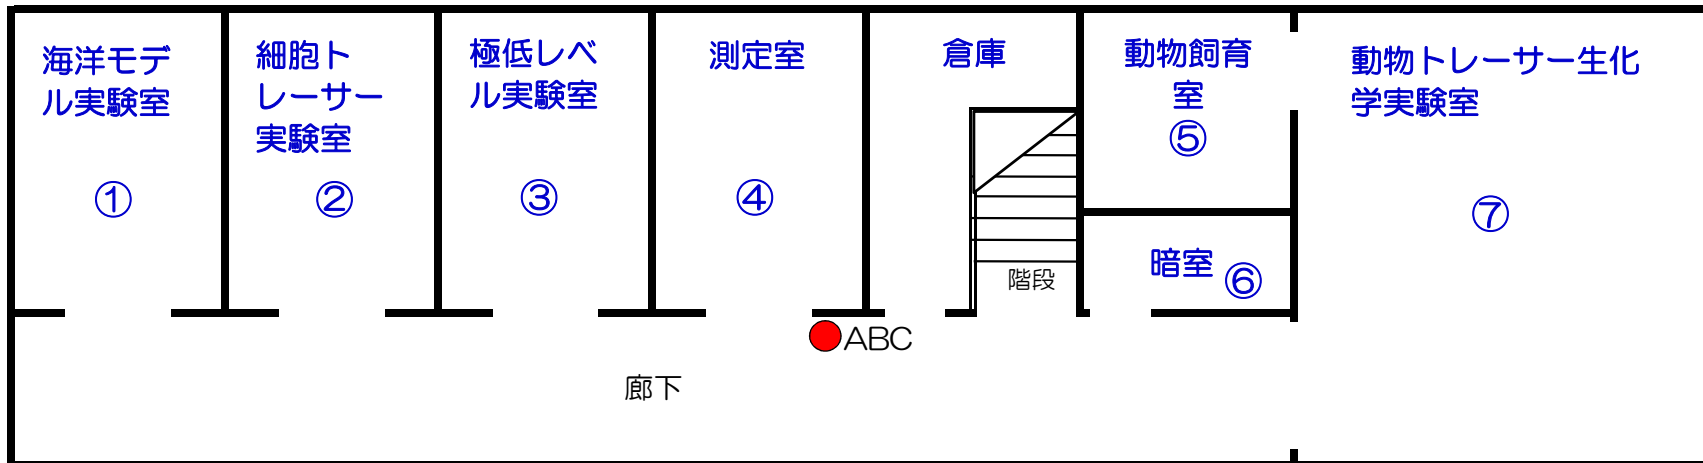 海洋モデ
ル実験室
①
細胞ト
レーサー
実験室
②
極低レベ
ル実験室
③
測定室
④
倉庫
階段
動物飼育
室
⑤
暗室 ⑥
動物トレーサー生化
学実験室
⑦
ABC
廊下